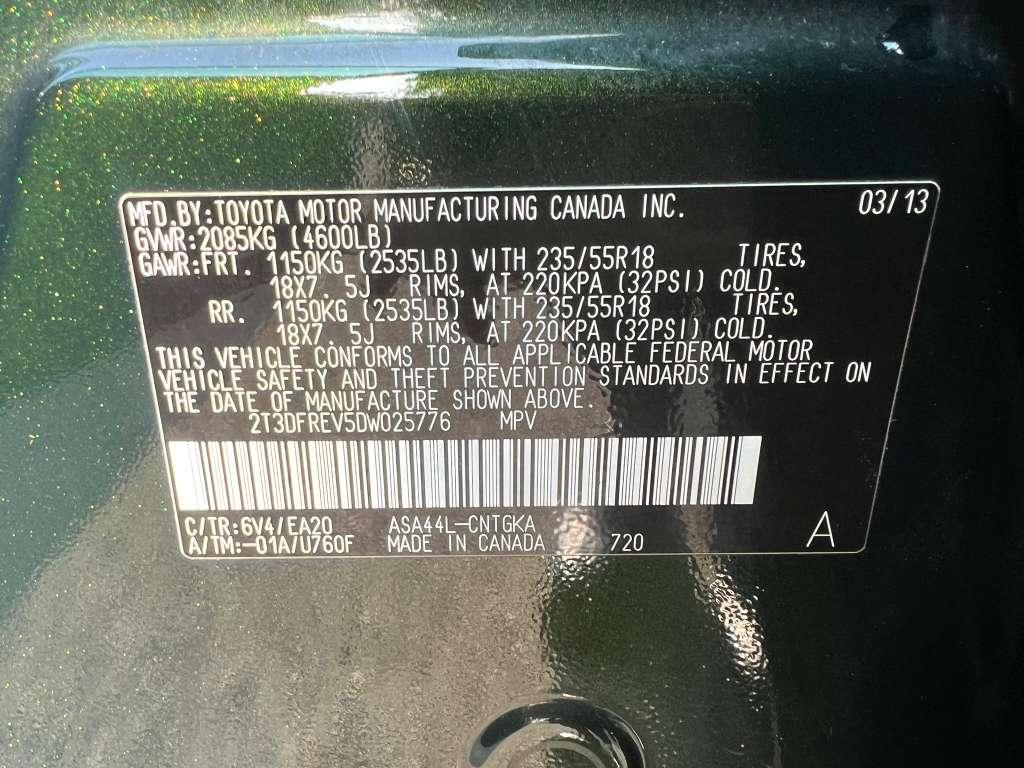 MFD.BY:TOYOTA MOTOR MANUFACTURING CANADA INC. 03/13
GVWR:2085KG (4600LB)
GAWR:FRT. 1150KG (2535LB) WITH 235/55R18 TIRES,
18X7. 5J RIMS, AT 220KPA (32PSI) COLD.
RR. 1150KG (2535LB) WITH 235/55R18 TIRES,
18X7. 5J RIMS, AT 220KPA (32PSI) COLD.
THIS VEHICLE CONFORMS TO ALL APPLICABLE FEDERAL MOTOR
VEHICLE SAFETY AND THEFT PREVENTION STANDARDS IN EFFECT ON
THE DATE OF MANUFACTURE SHOWN ABOVE.
2T3DFREV5DW025776 MPV
C/TR:6V4/EA20 ASA44L-CNTGKA
A/TM:-01A/U760F MADE IN CANADA 720 A